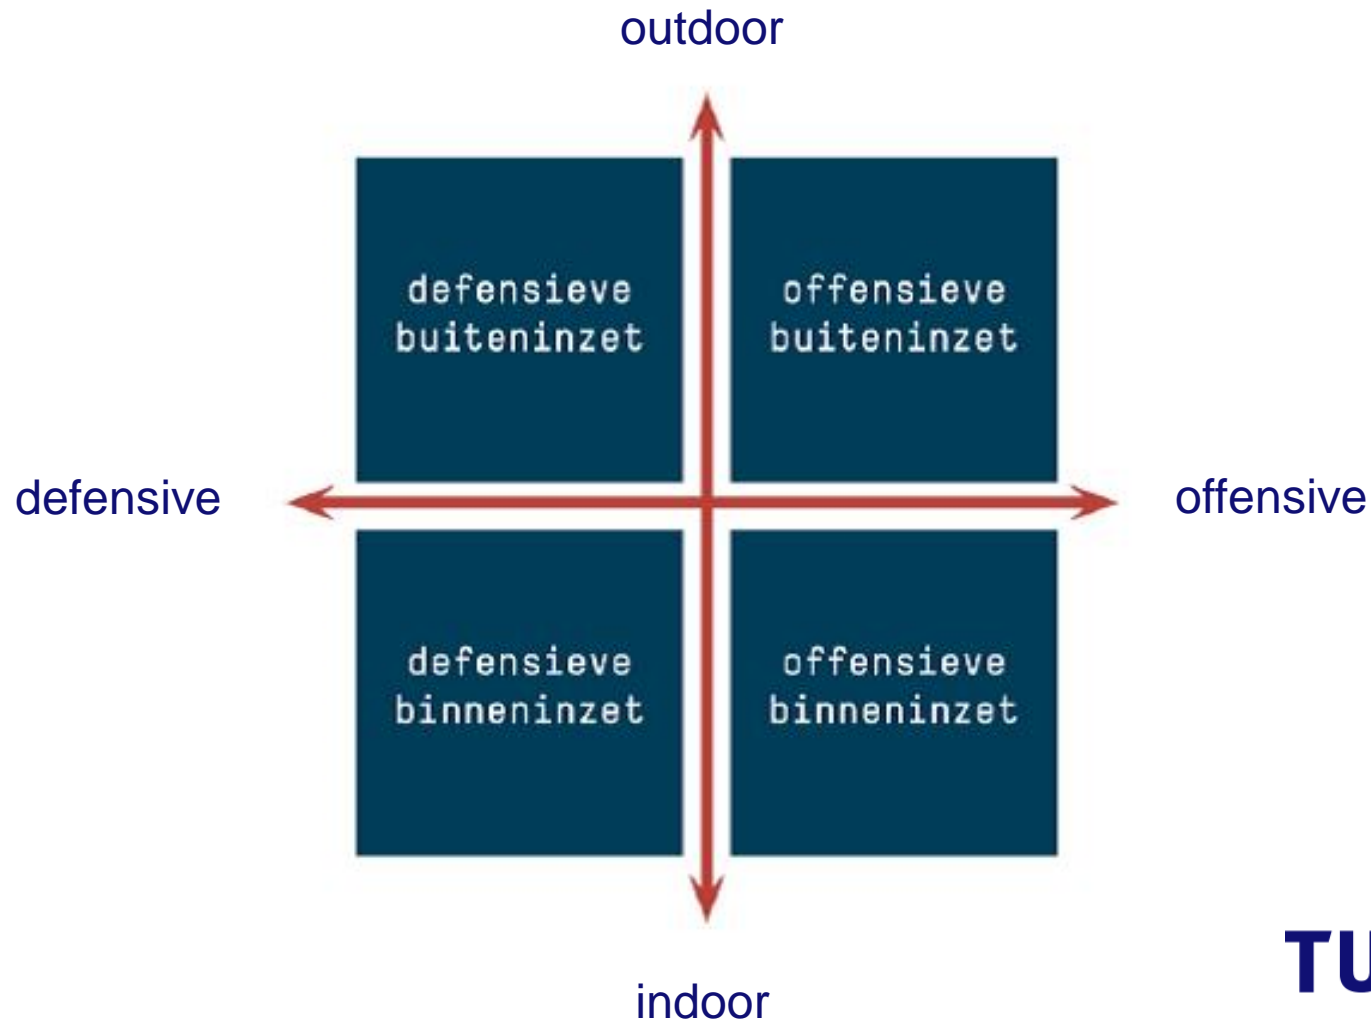 outdoor
defensieve
buiteninzet
offensieve
buiteninzet
defensive
offensive
defensieve
binneninzet
offensieve
binneninzet
indoor
TU